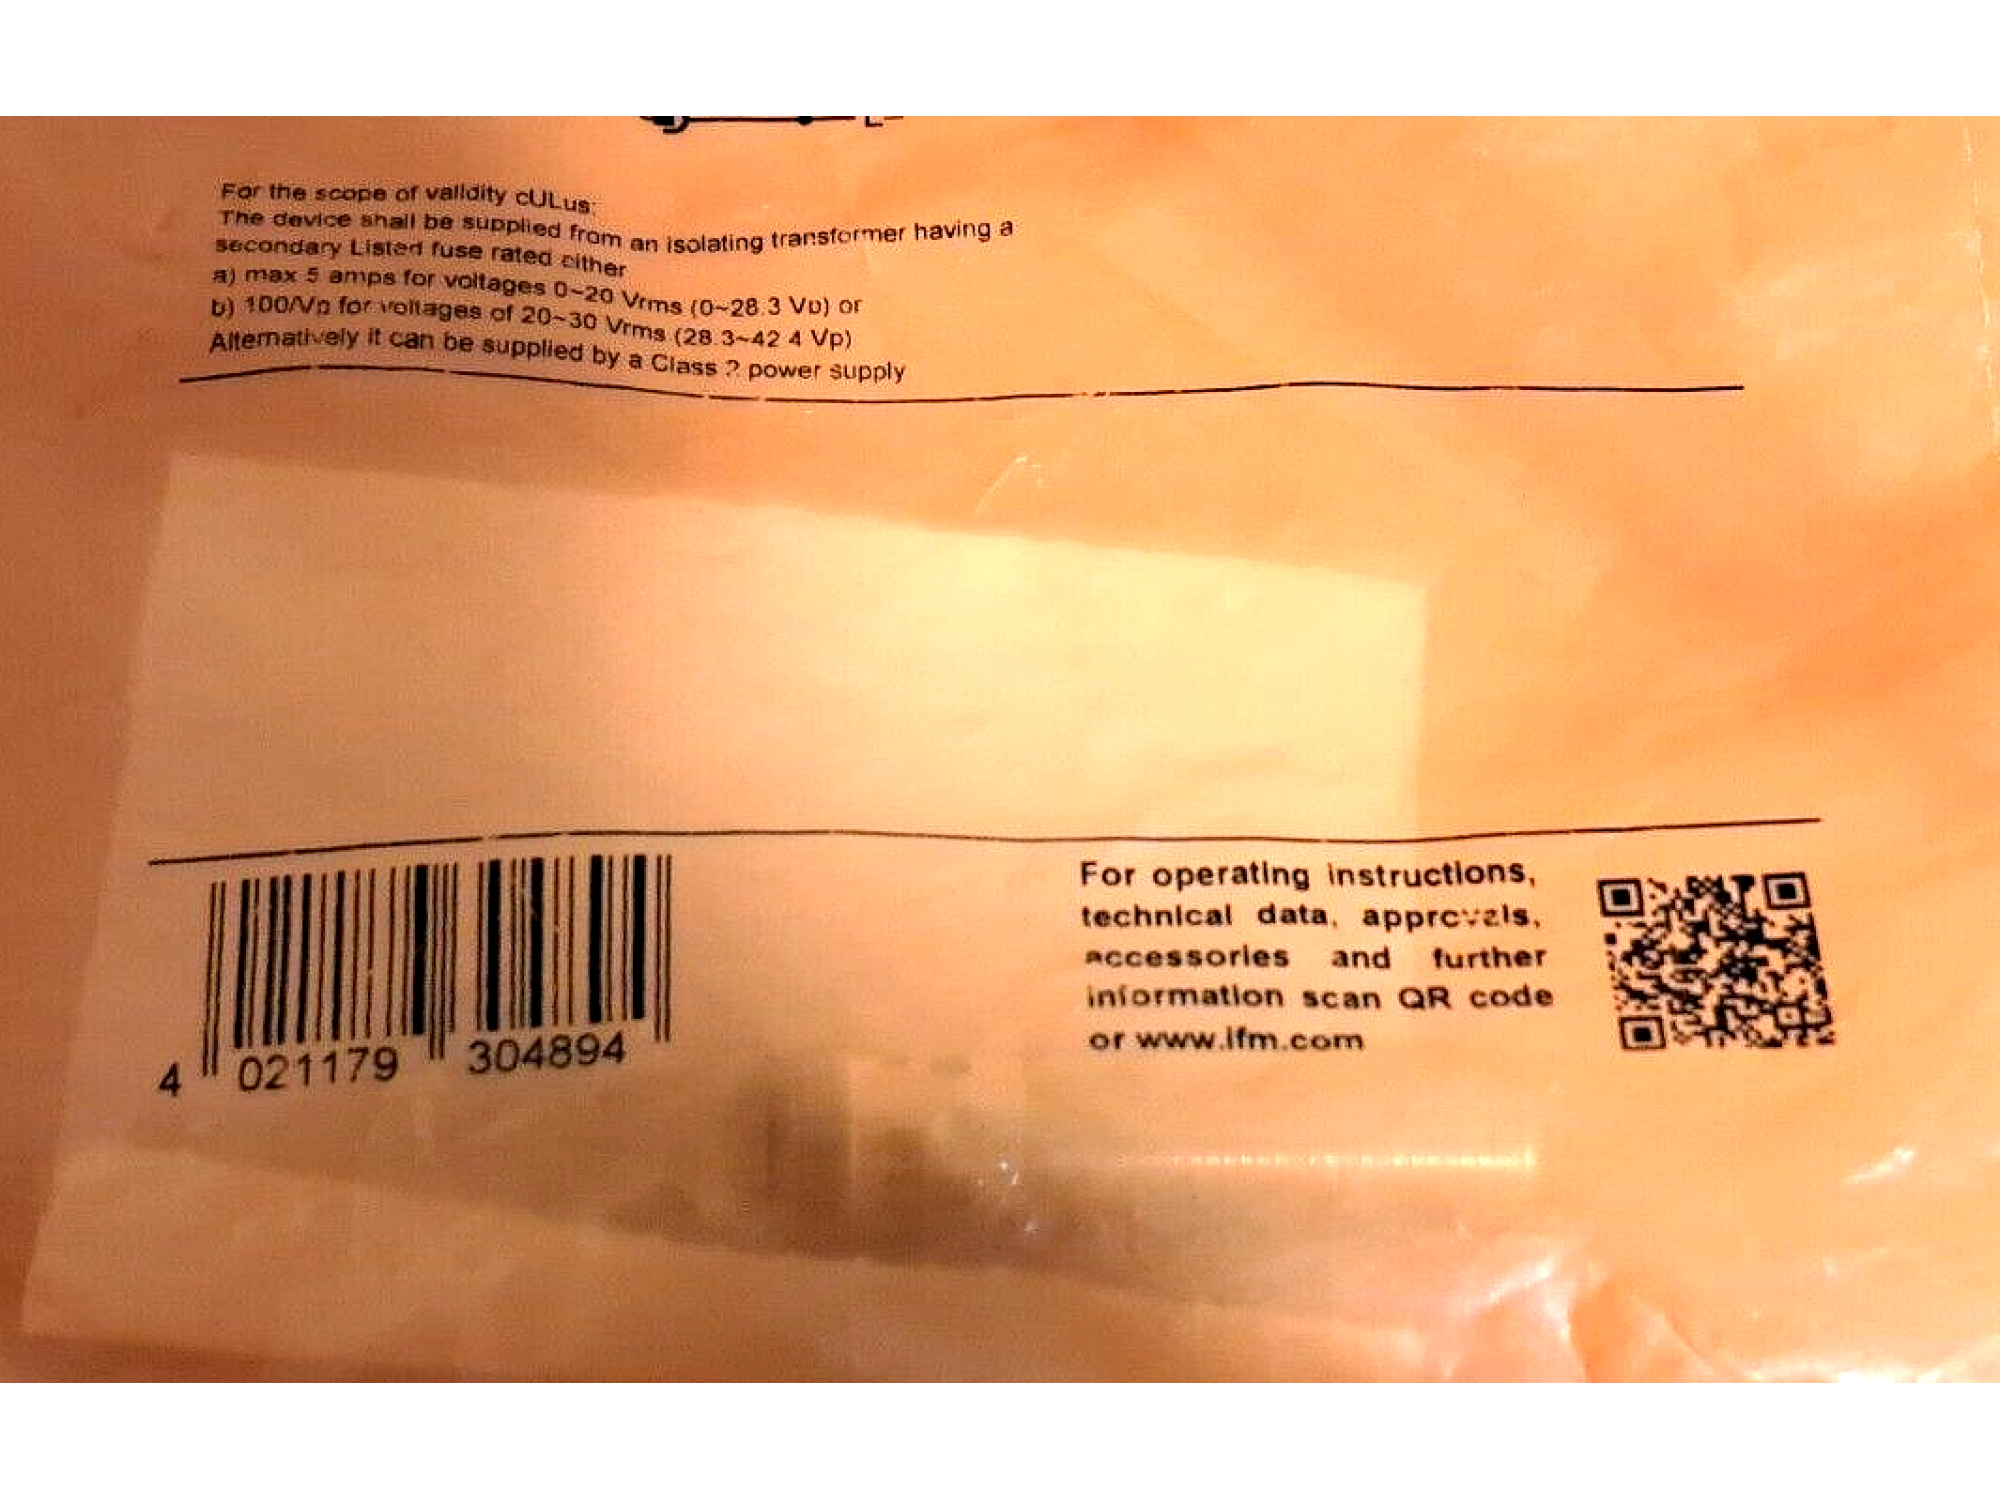 L-
For the scope of validity cULus:
The device shall be supplied from an isolating transformer having a
secondary Listed fuse rated either
a) max 5 amps for voltages 0~20 Vrms (0~28.3 Vp) or
b) 100/Vp for voltages of 20~30 Vrms (28.3~42.4 Vp)
Alternatively it can be supplied by a Class 2 power supply
For operating instructions,
technical data, approvals,
accessories and further
information scan QR code
or www.ifm.com
4 021179 304894